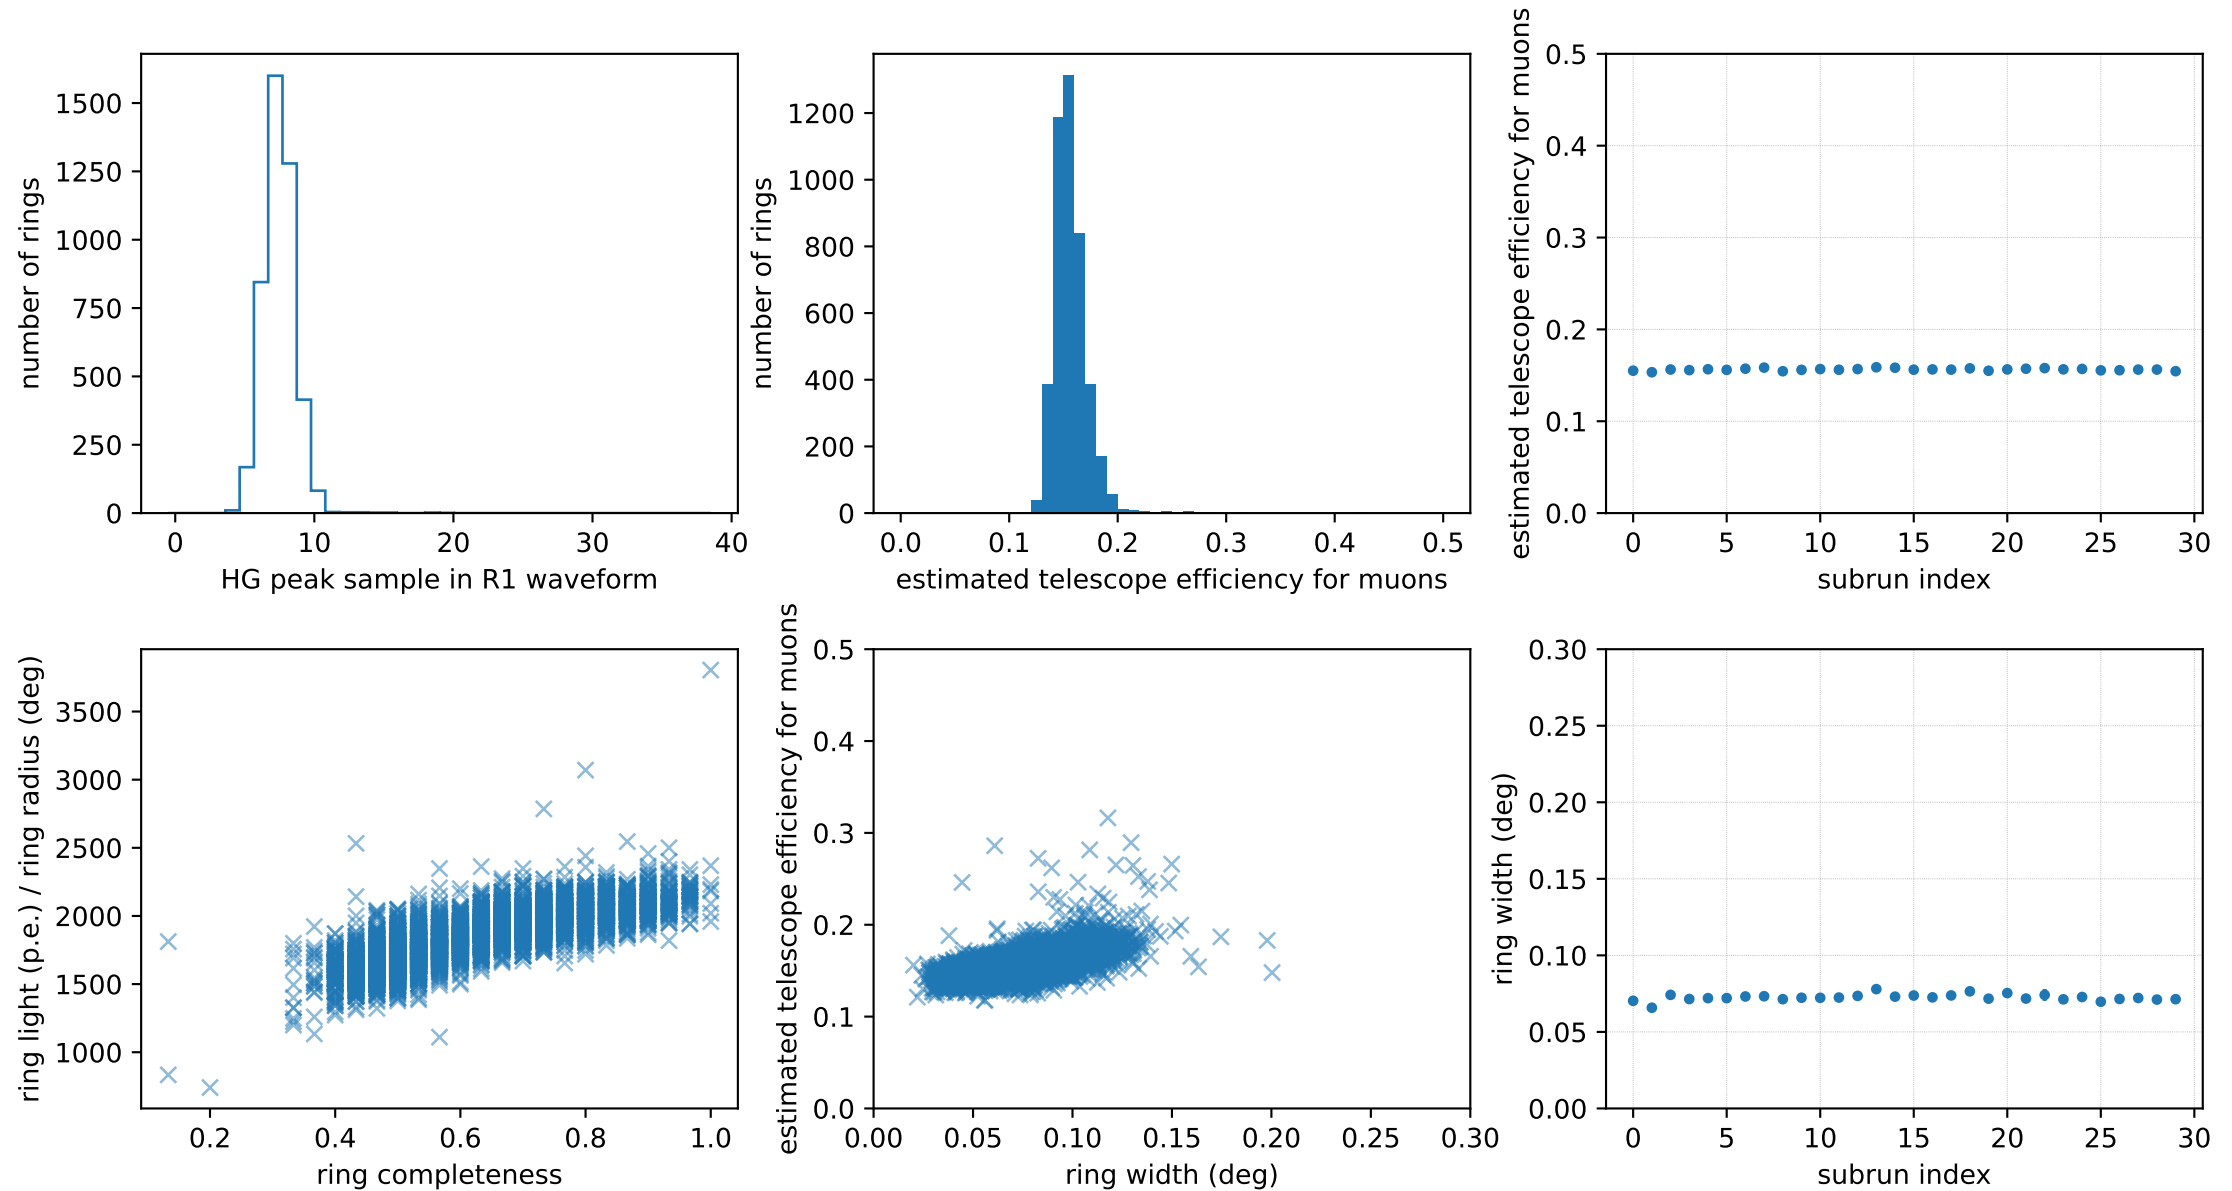 number of rings
1500
1250
1000
750
500
250
0
0 10 20 30 40
HG peak sample in R1 waveform
number of rings
1200
1000
800
600
400
200
0
0.0 0.1 0.2 0.3 0.4 0.5
estimated telescope efficiency for muons
estimated telescope efficiency for muons
0.5
0.4
0.3
0.2
0.1
0.0
0 5 10 15 20 25 30
subrun index
ring light (p.e.) / ring radius (deg)
3500
3000
2500
2000
1500
1000
0.2 0.4 0.6 0.8 1.0
ring completeness
estimated telescope efficiency for muons
0.5
0.4
0.3
0.2
0.1
0.0
0.00 0.05 0.10 0.15 0.20 0.25 0.30
ring width (deg)
ring width (deg)
0.30
0.25
0.20
0.15
0.10
0.05
0.00
0 5 10 15 20 25 30
subrun index